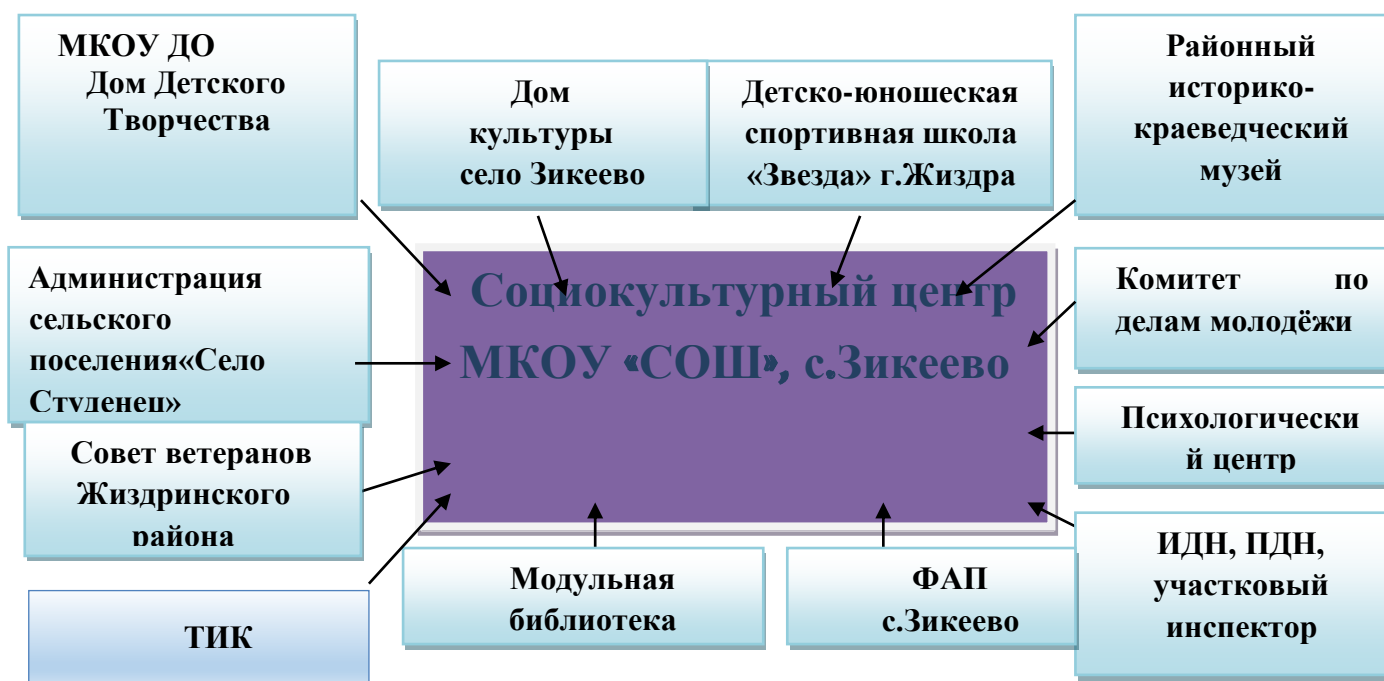 МКОУ ДО
Дом Детского
Творчества
Дом
культуры
село Зикеево
Детско-юношеская
спортивная школа
«Звезда» г.Жиздра
Районный
историко-
краеведческий
музей
Социокультурный центр
МКОУ «СОШ», с.Зикеево
Администрация
сельского
поселения«Село
Студенец»
Комитет по
делам молодёжи
Совет ветеранов
Жиздринского
района
Психологически
й центр
ТИК
Модульная
библиотека
ФАП
с.Зикеево
ИДН, ПДН,
участковый
инспектор